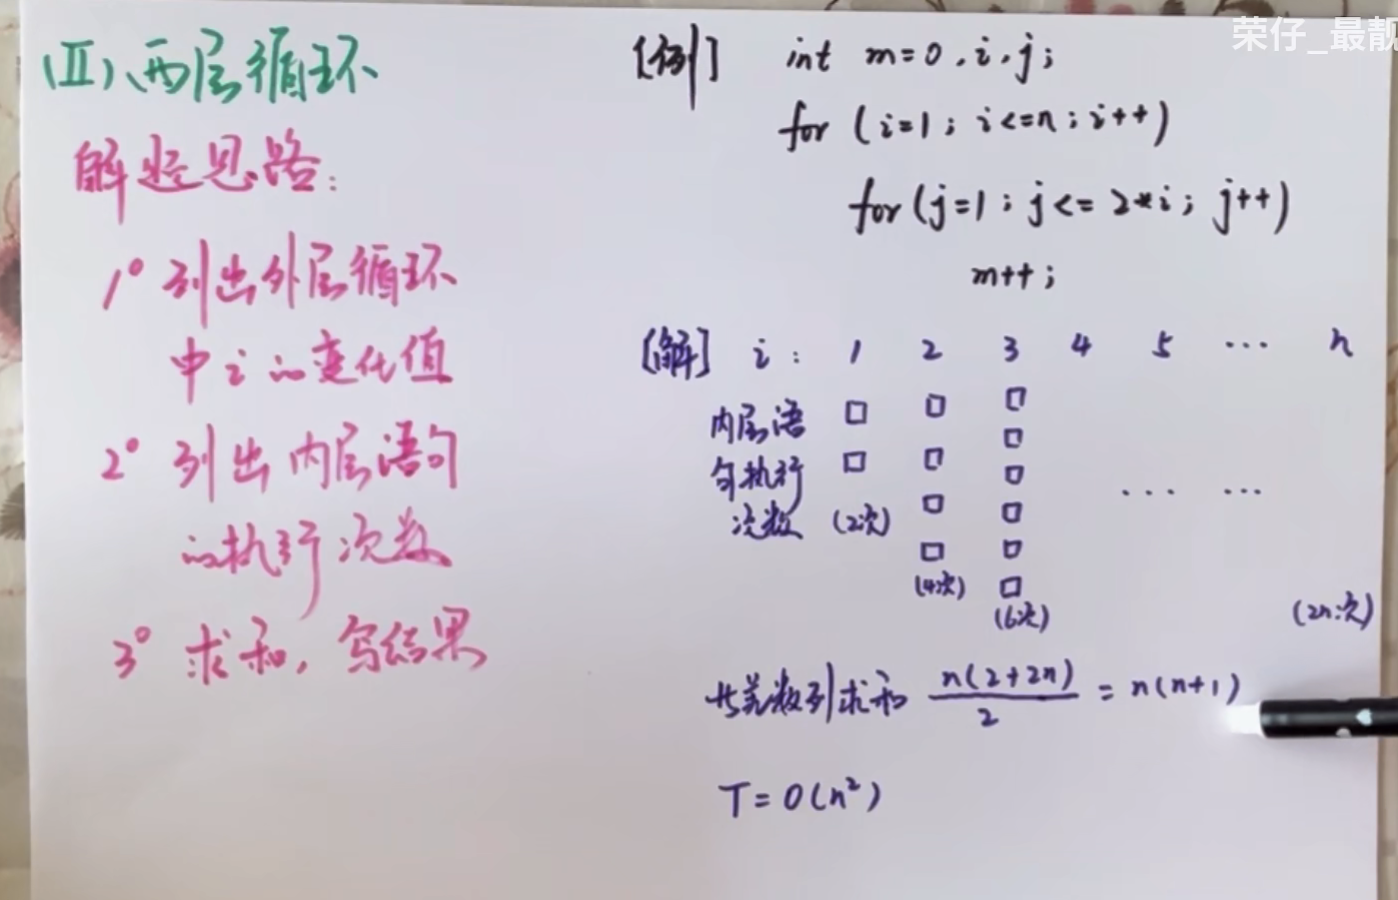 (Ⅱ)、两层循环
解题思路:
1° 列出外层循环
中i的变化值
2° 列出内层语句
的执行次数
3° 求和,写结果
[例] int m=0,i,j;
for (i=1; i<=n; i++)
for (j=1; j<=2*i; j++)
m++;
[解] i: 1 2 3 4 5 ... n
内层语
句执行
... ...
次数 (2次)
(4次)
(6次)
(2n次)
等差数列求和 n(2+2n)/2 = n(n+1)
T=O(n²)
荣仔_最靓